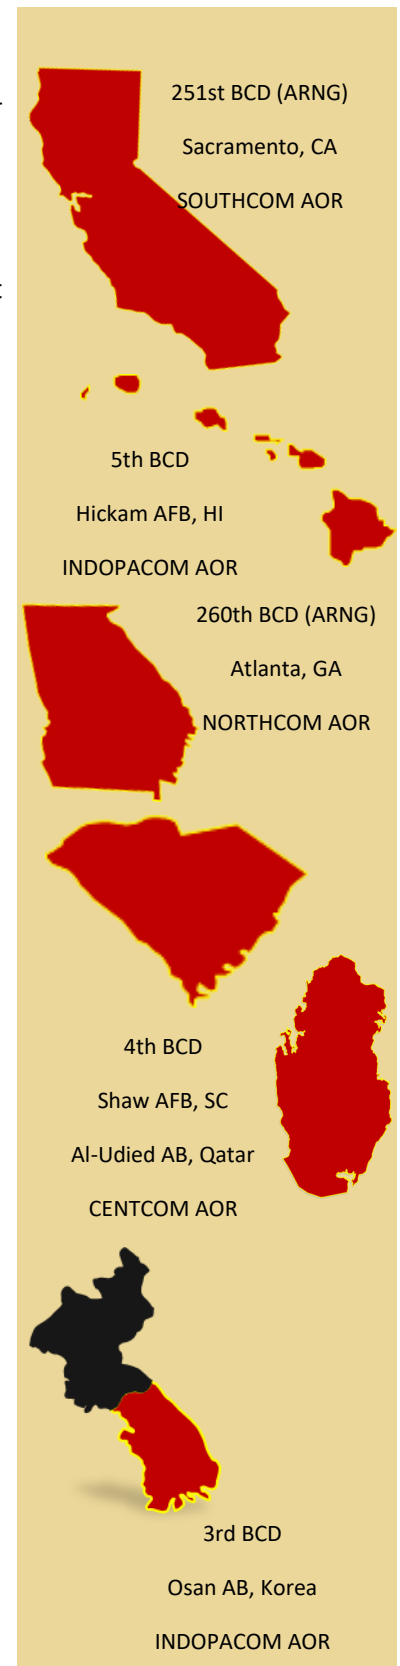 251st BCD (ARNG)
Sacramento, CA
SOUTHCOM AOR
5th BCD
Hickam AFB, HI
INDOPACOM AOR
260th BCD (ARNG)
Atlanta, GA
NORTHCOM AOR
4th BCD
Shaw AFB, SC
Al-Udied AB, Qatar
CENTCOM AOR
3rd BCD
Osan AB, Korea
INDOPACOM AOR